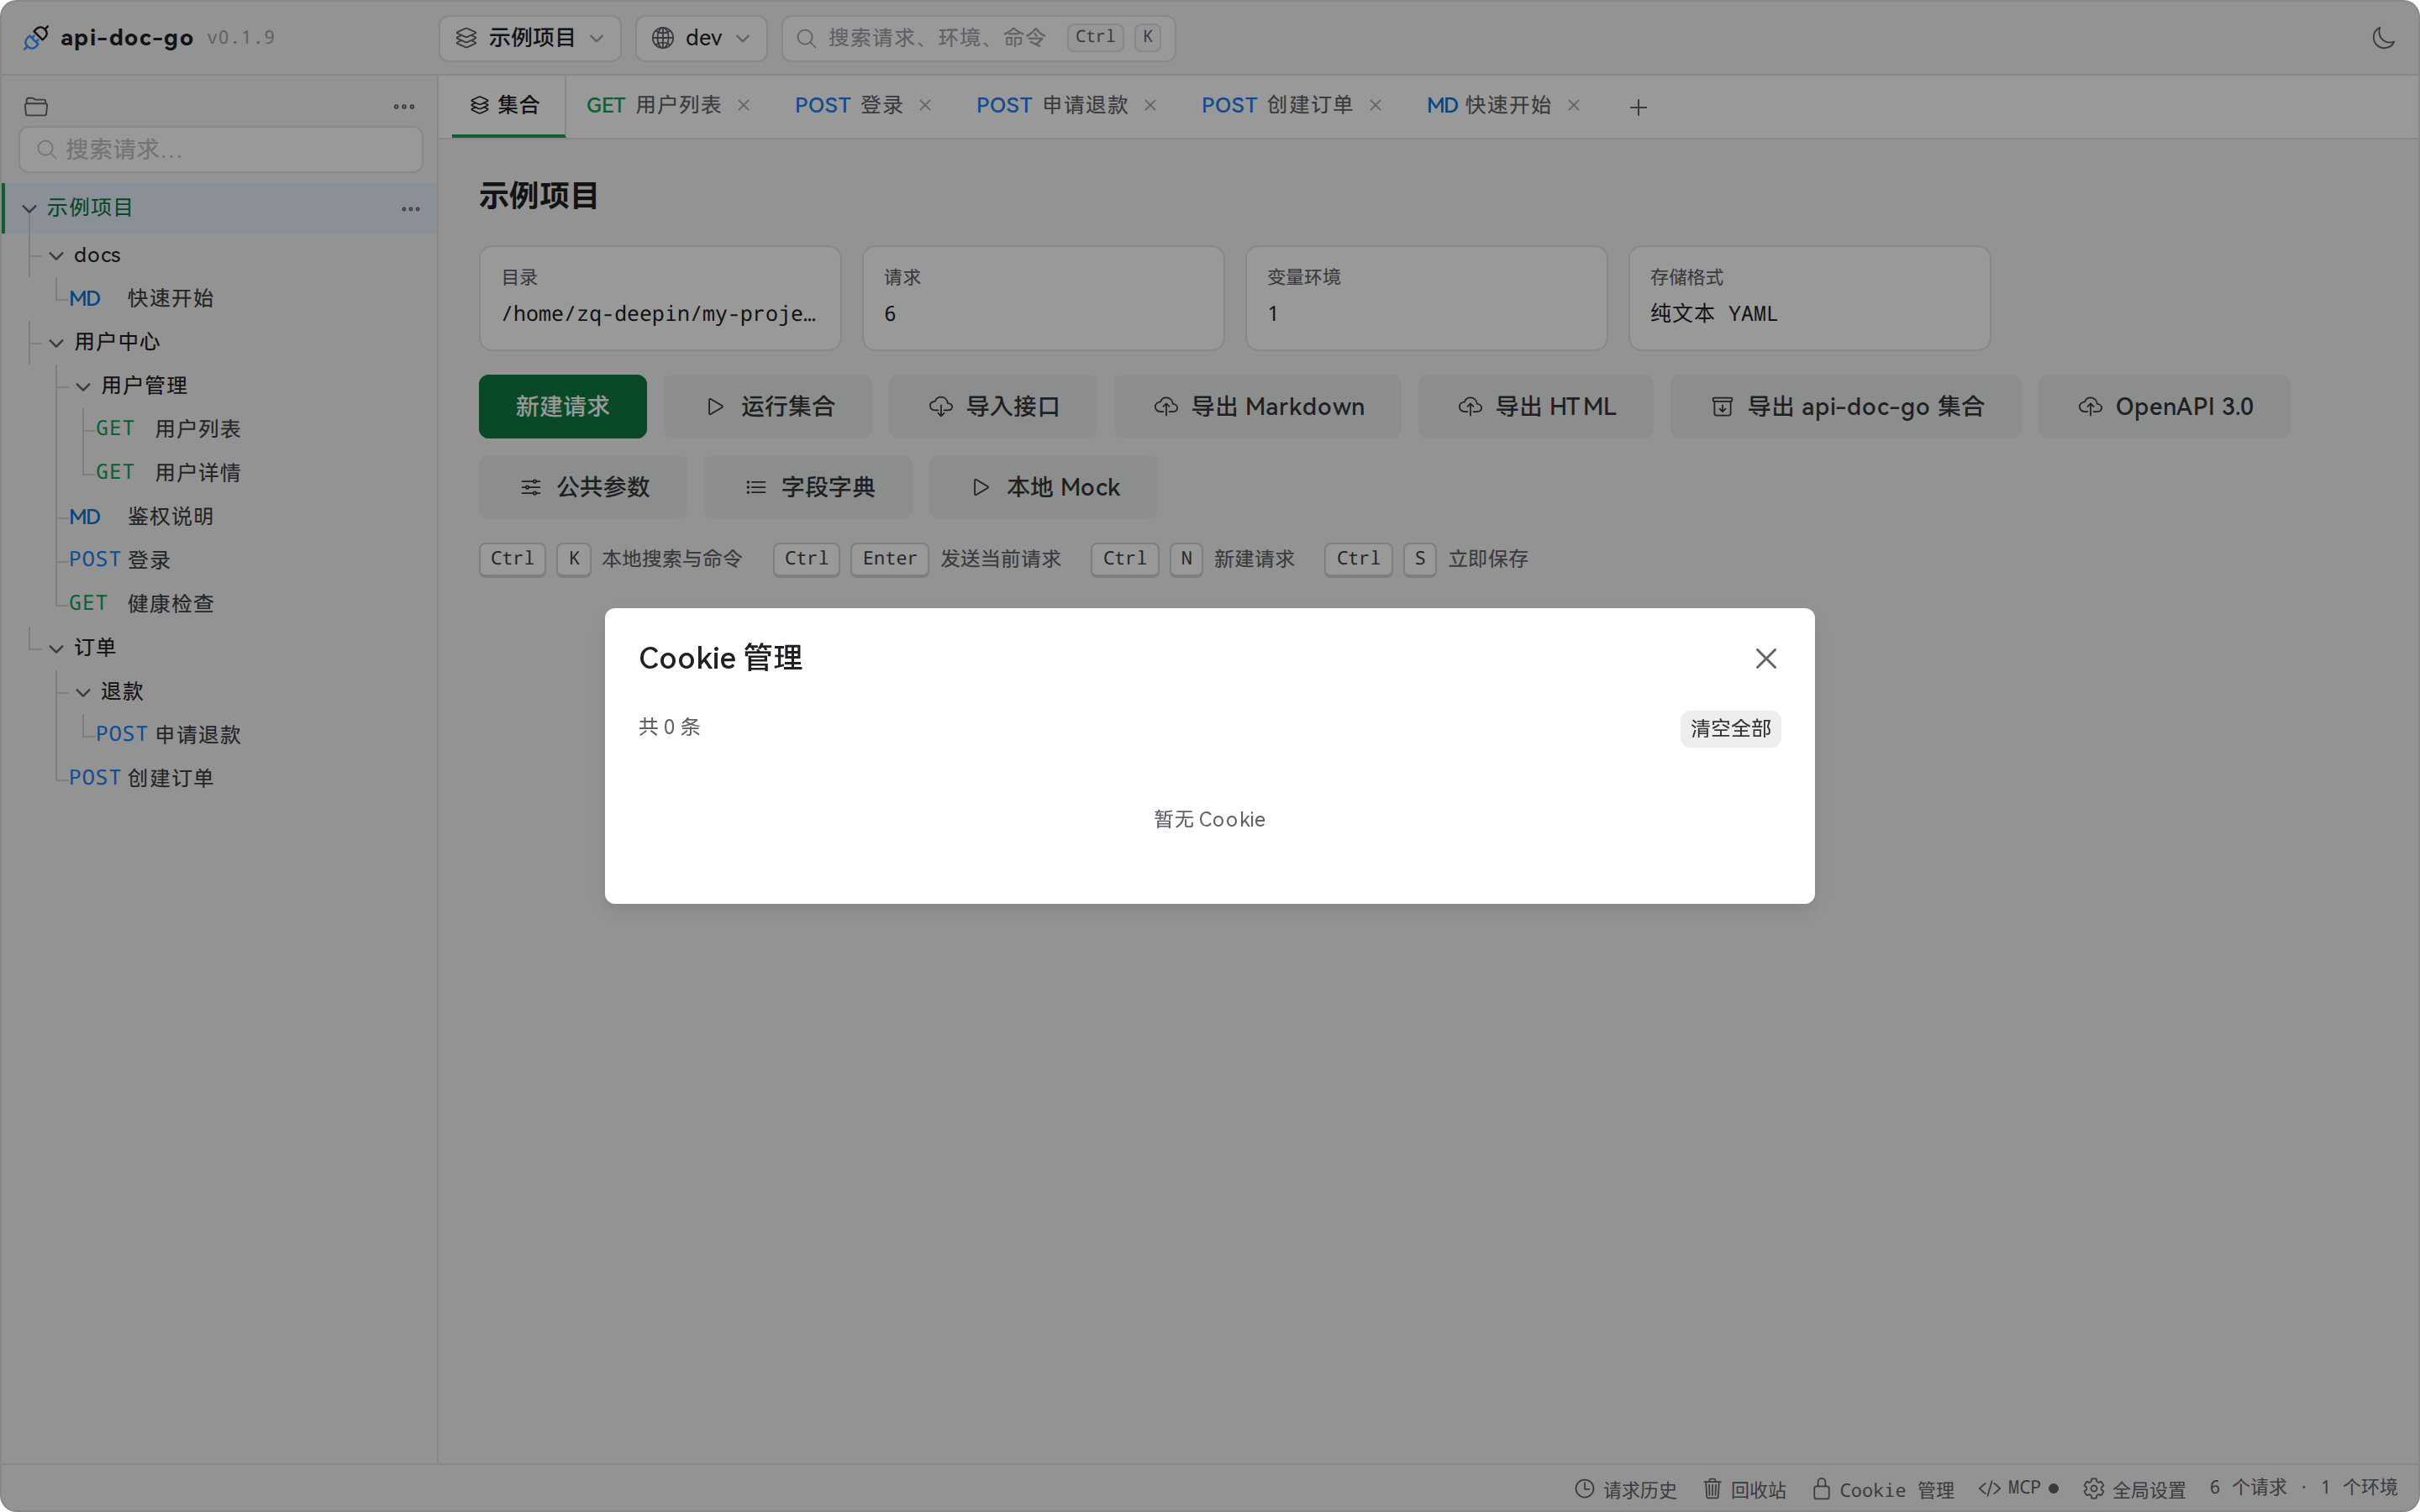 api-doc-go v0.1.9 示例项目 dev 搜索请求、环境、命令 Ctrl K
集合 GET 用户列表 POST 登录 POST 申请退款 POST 创建订单 MD 快速开始
搜索请求...
示例项目
docs
MD 快速开始
用户中心
用户管理
GET 用户列表
GET 用户详情
MD 鉴权说明
POST 登录
GET 健康检查
订单
退款
POST 申请退款
POST 创建订单
示例项目
目录
/home/zq-deepin/my-proje…
请求
6
变量环境
1
存储格式
纯文本 YAML
新建请求 运行集合 导入接口 导出 Markdown 导出 HTML 导出 api-doc-go 集合 OpenAPI 3.0
公共参数 字段字典 本地 Mock
Ctrl K 本地搜索与命令 Ctrl Enter 发送当前请求 Ctrl N 新建请求 Ctrl S 立即保存
Cookie 管理
共 0 条 清空全部
暂无 Cookie
请求历史 回收站 Cookie 管理 MCP 全局设置 6 个请求 · 1 个环境